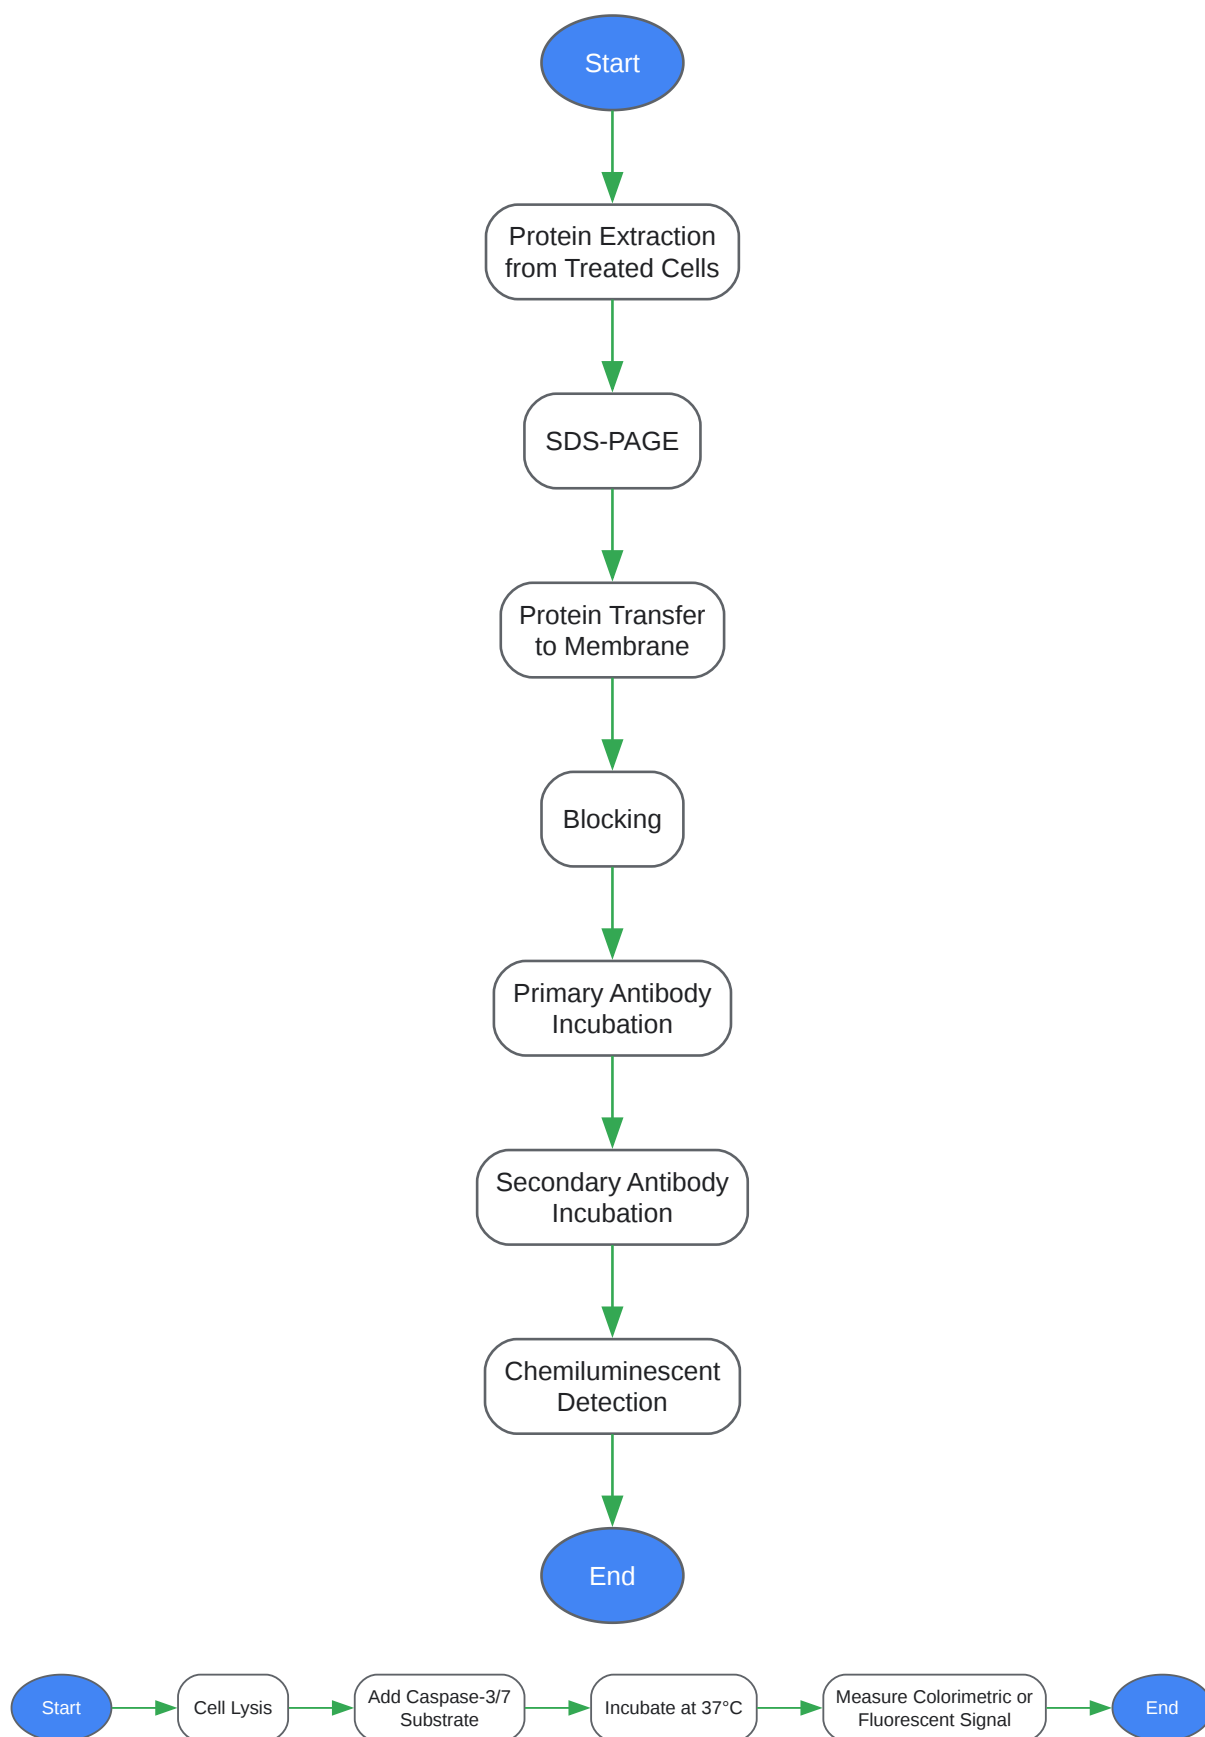 Start
Protein Extraction
from Treated Cells
SDS-PAGE
Protein Transfer
to Membrane
Blocking
Primary Antibody
Incubation
Secondary Antibody
Incubation
Chemiluminescent
Detection
End
Start
Cell Lysis
Add Caspase-3/7
Substrate
Incubate at 37°C
Measure Colorimetric or
Fluorescent Signal
End